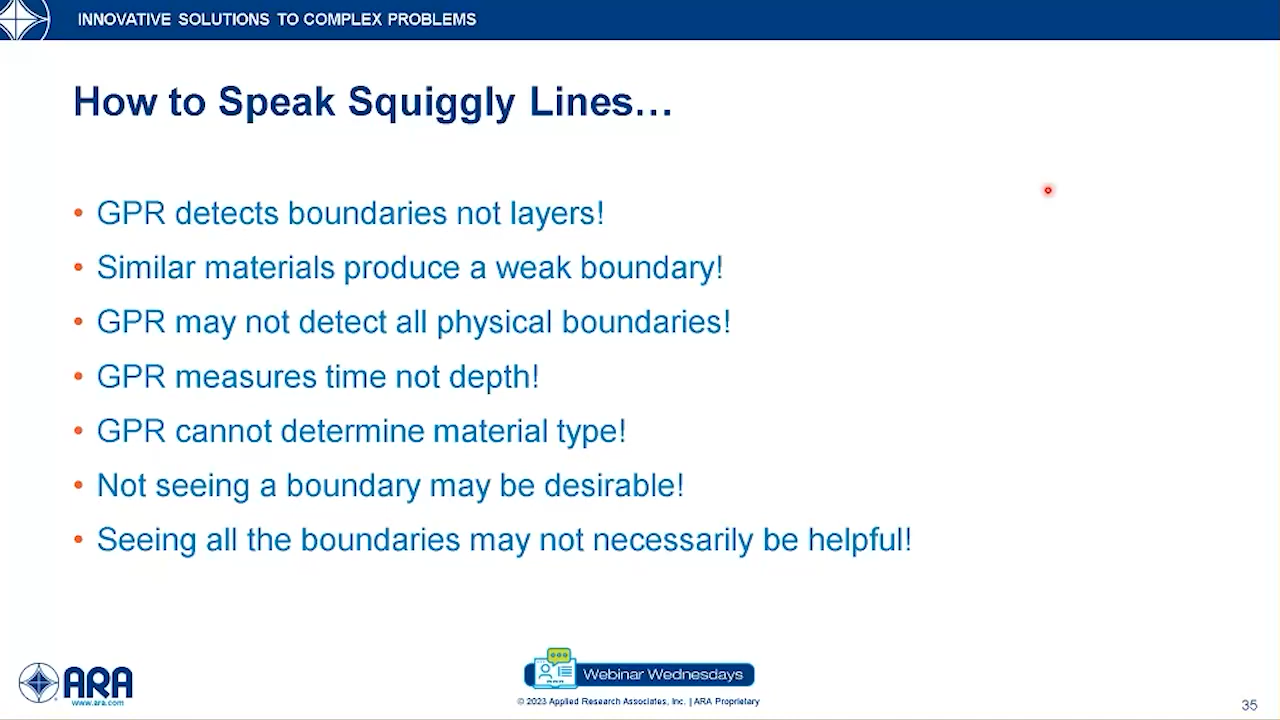 INNOVATIVE SOLUTIONS TO COMPLEX PROBLEMS
How to Speak Squiggly Lines…
• GPR detects boundaries not layers!
• Similar materials produce a weak boundary!
• GPR may not detect all physical boundaries!
• GPR measures time not depth!
• GPR cannot determine material type!
• Not seeing a boundary may be desirable!
• Seeing all the boundaries may not necessarily be helpful!
ARA
www.ara.com
Webinar Wednesdays
© 2023 Applied Research Associates, Inc. | ARA Proprietary
35